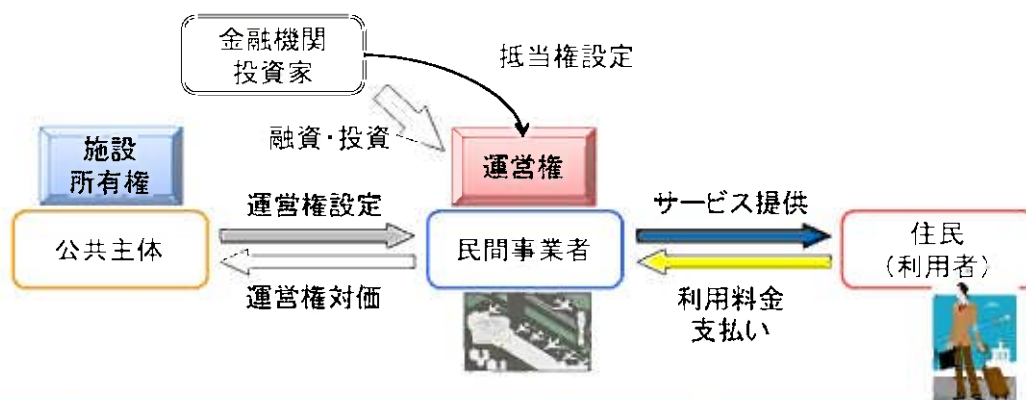 金融機関
投資家
抵当権設定
融資・投資
施設
所有権
運営権
運営権設定
サービス提供
公共主体
民間事業者
住民
（利用者）
運営権対価
利用料金
支払い